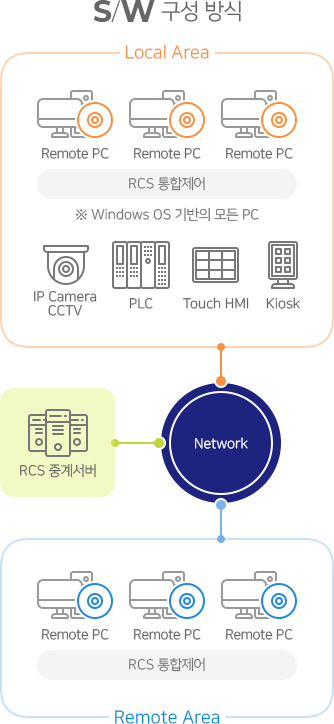 S/W 구성 방식
Local Area
Remote PC Remote PC Remote PC
RCS 통합제어
※ Windows OS 기반의 모든 PC
IP Camera
CCTV
PLC
Touch HMI
Kiosk
Network
RCS 중계서버
Remote PC Remote PC Remote PC
RCS 통합제어
Remote Area